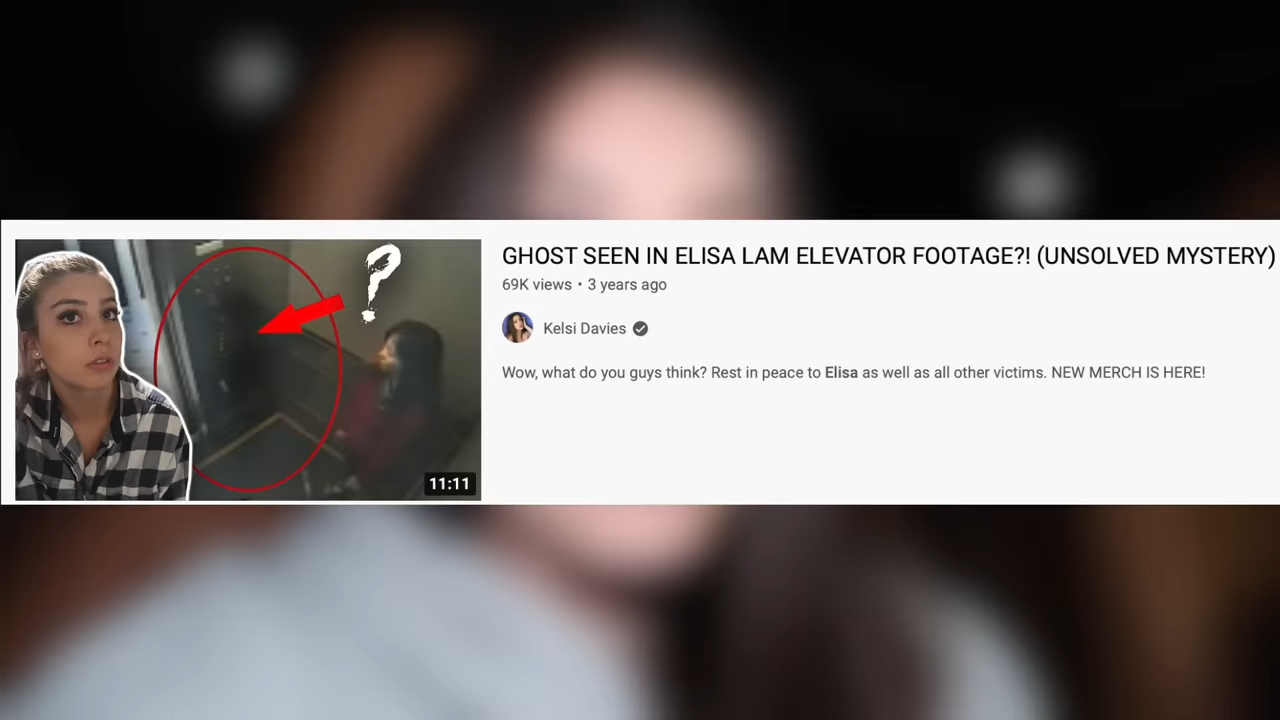 ?
11:11
GHOST SEEN IN ELISA LAM ELEVATOR FOOTAGE?! (UNSOLVED MYSTERY)
69K views • 3 years ago
Kelsi Davies
Wow, what do you guys think? Rest in peace to Elisa as well as all other victims. NEW MERCH IS HERE!